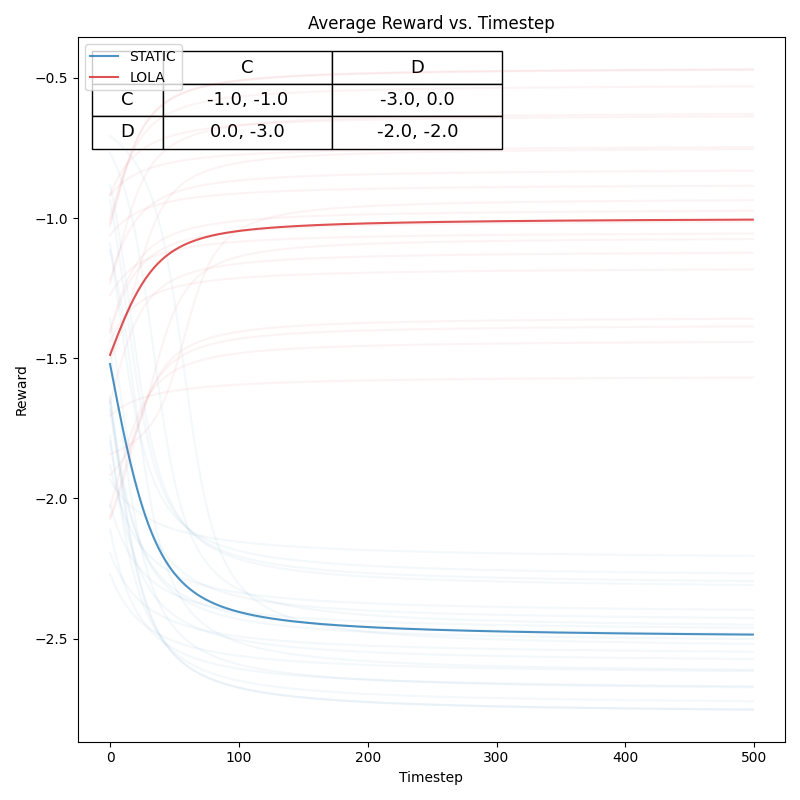 Average Reward vs. Timestep
STATIC
LOLA
C D
C -1.0, -1.0 -3.0, 0.0
D 0.0, -3.0 -2.0, -2.0
Reward
−0.5
−1.0
−1.5
−2.0
−2.5
0 100 200 300 400 500
Timestep